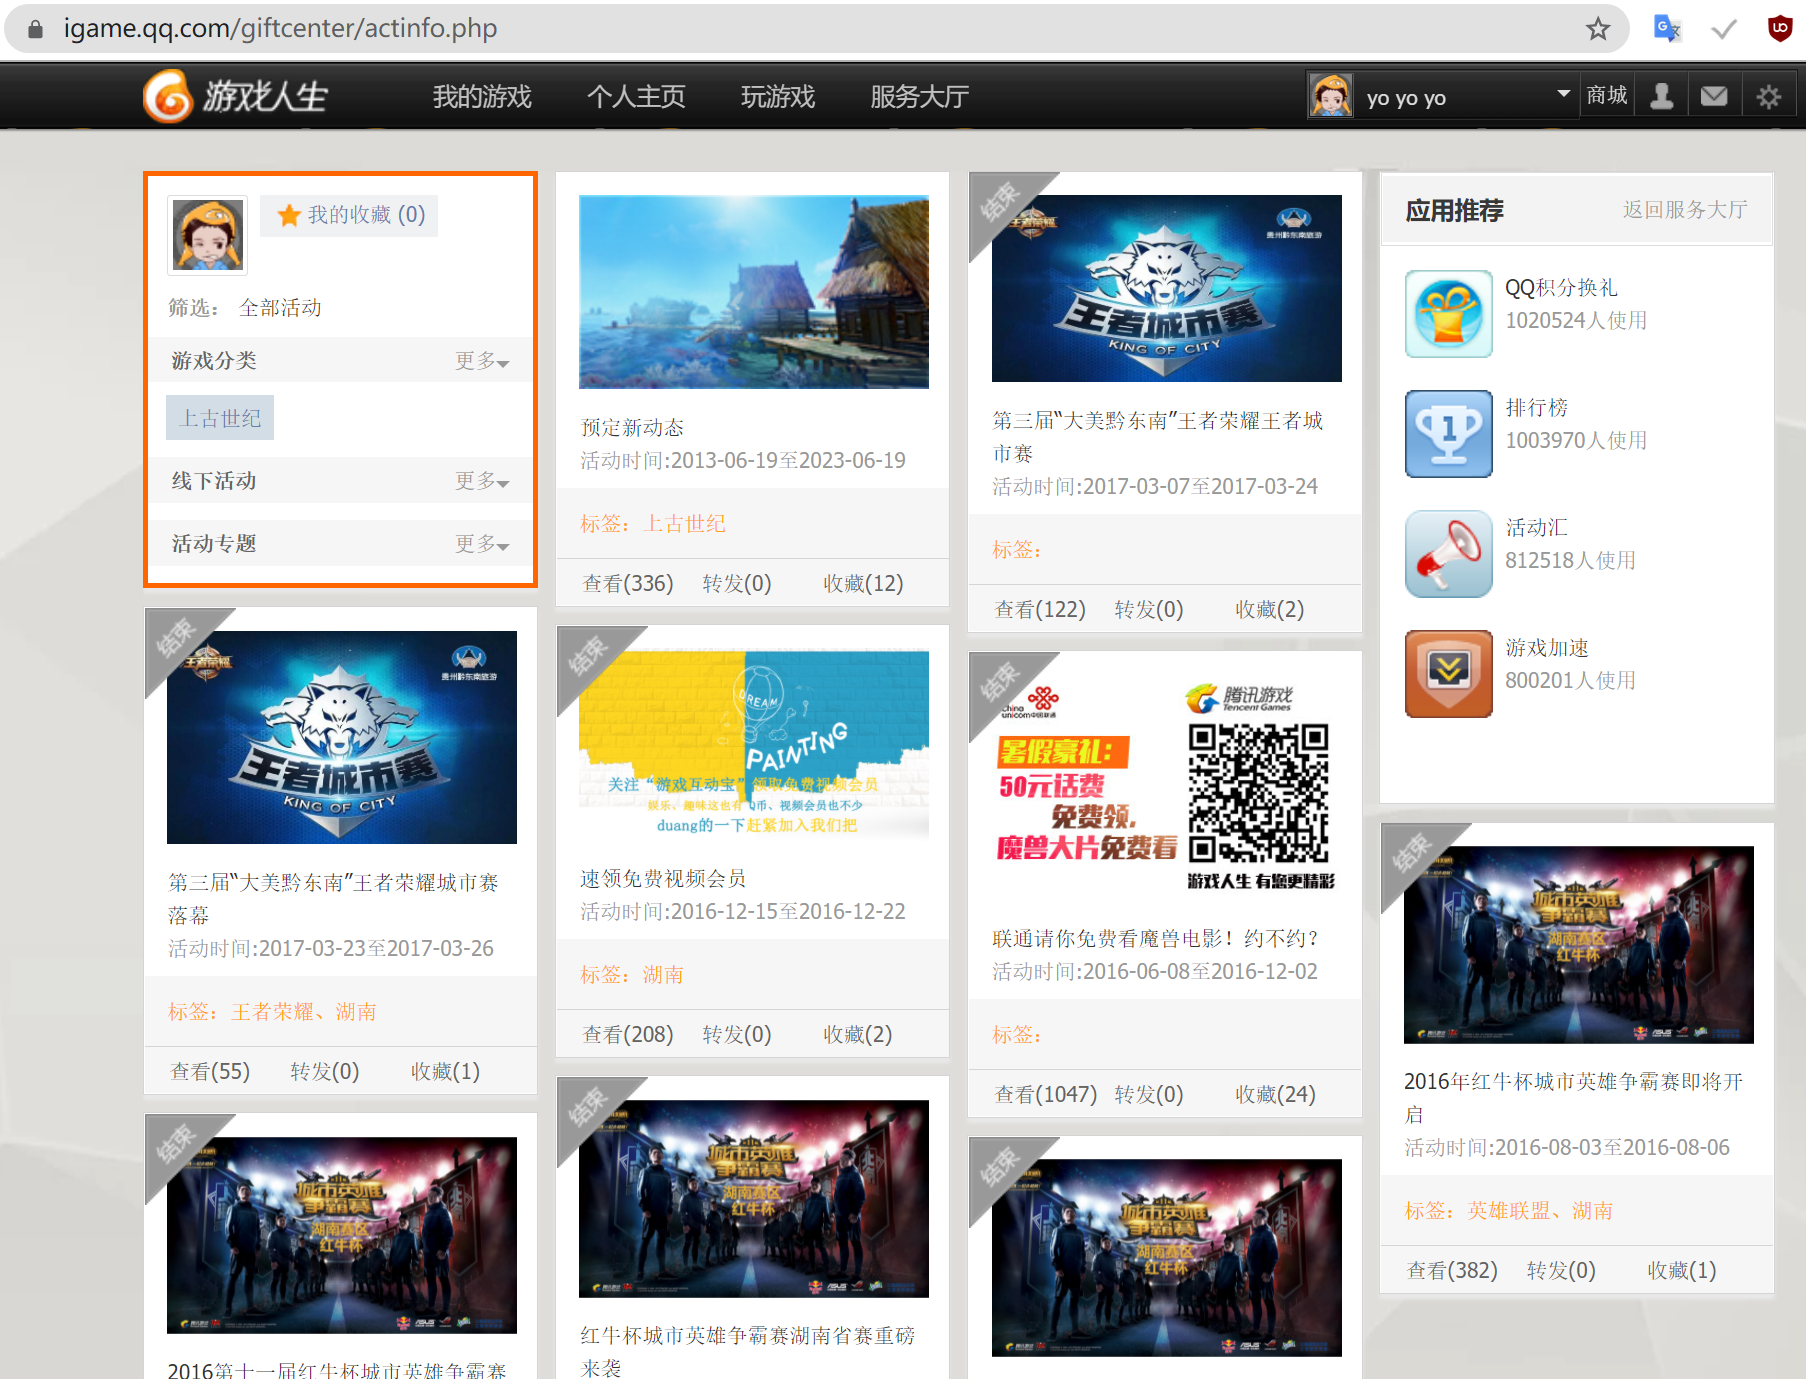 igame.qq.com/giftcenter/actinfo.php
游戏人生
我的游戏
个人主页
玩游戏
服务大厅
yo yo yo
商城
我的收藏 (0)
筛选： 全部活动
游戏分类 更多
上古世纪
线下活动 更多
活动专题 更多
结束
王者荣耀
贵州黔东南旅游
王者城市赛
KING OF CITY
第三届“大美黔东南”王者荣耀城市赛
落幕
活动时间:2017-03-23至2017-03-26
标签：王者荣耀、湖南
查看(55) 转发(0) 收藏(1)
结束
城市英雄
争霸赛
湖南赛区
红牛杯
2016第十一届红牛杯城市英雄争霸赛
预定新动态
活动时间:2013-06-19至2023-06-19
标签：上古世纪
查看(336) 转发(0) 收藏(12)
结束
DREAM
PAINTING
关注“游戏互动宝”领取免费视频会员
娱乐、趣味这也有 Q币、视频会员也不少
duang的一下赶紧加入我们把
速领免费视频会员
活动时间:2016-12-15至2016-12-22
标签：湖南
查看(208) 转发(0) 收藏(2)
结束
城市英雄
争霸赛
湖南赛区
红牛杯
ASUS
红牛杯城市英雄争霸赛湖南省赛重磅
来袭
结束
王者荣耀
贵州黔东南旅游
王者城市赛
KING OF CITY
第三届“大美黔东南”王者荣耀王者城
市赛
活动时间:2017-03-07至2017-03-24
标签：
查看(122) 转发(0) 收藏(2)
结束
China
unicom中国联通
腾讯游戏
Tencent Games
暑假豪礼：
50元话费
免费领,
魔兽大片免费看
游戏人生 有您更精彩
联通请你免费看魔兽电影！约不约？
活动时间:2016-06-08至2016-12-02
标签：
查看(1047) 转发(0) 收藏(24)
结束
城市英雄
争霸赛
湖南赛区
红牛杯
ASUS
应用推荐 返回服务大厅
QQ积分换礼
1020524人使用
1
排行榜
1003970人使用
活动汇
812518人使用
游戏加速
800201人使用
结束
城市英雄
争霸赛
湖南赛区
红牛杯
ASUS
2016年红牛杯城市英雄争霸赛即将开
启
活动时间:2016-08-03至2016-08-06
标签：英雄联盟、湖南
查看(382) 转发(0) 收藏(1)